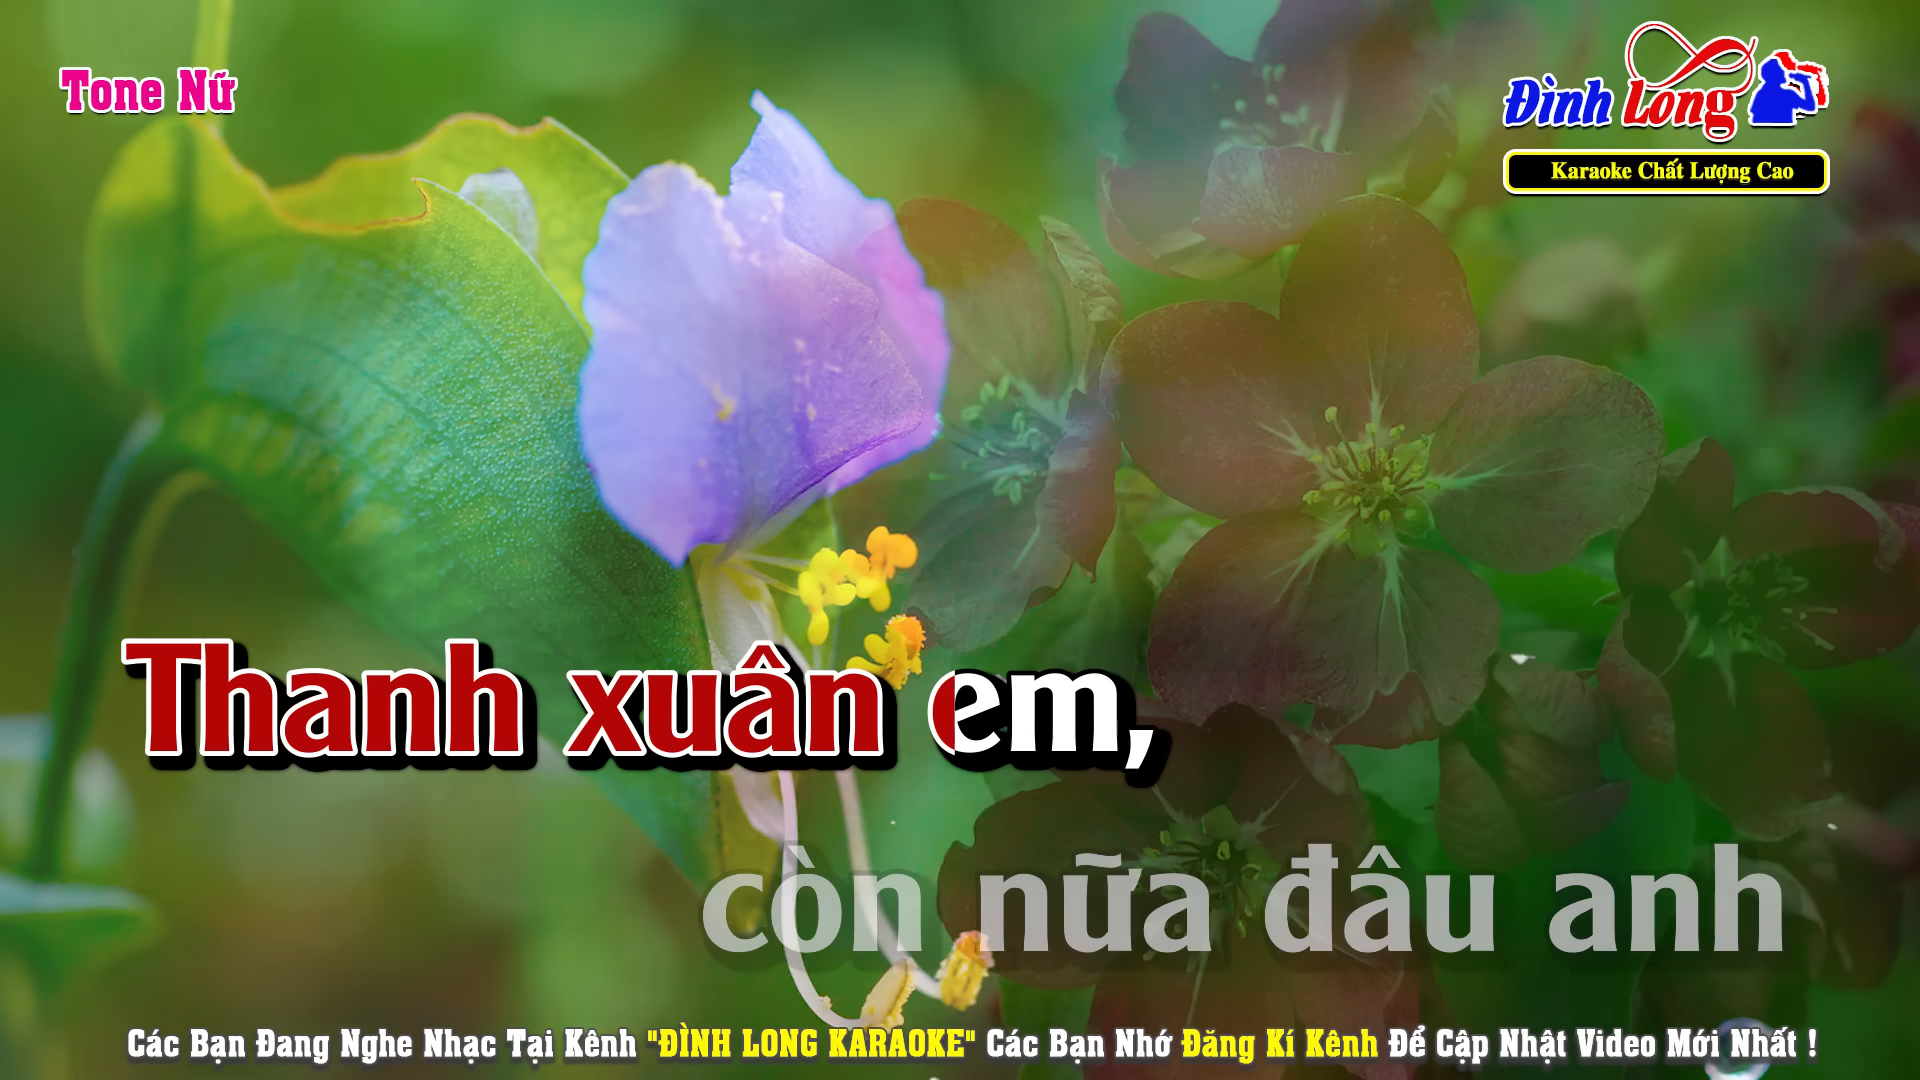 Tone Nữ
Đình Long
Karaoke Chất Lượng Cao
Thanh xuân em,
còn nữa đâu anh
Các Bạn Đang Nghe Nhạc Tại Kênh "ĐÌNH LONG KARAOKE" Các Bạn Nhớ Đăng Kí Kênh Để Cập Nhật Video Mới Nhất !